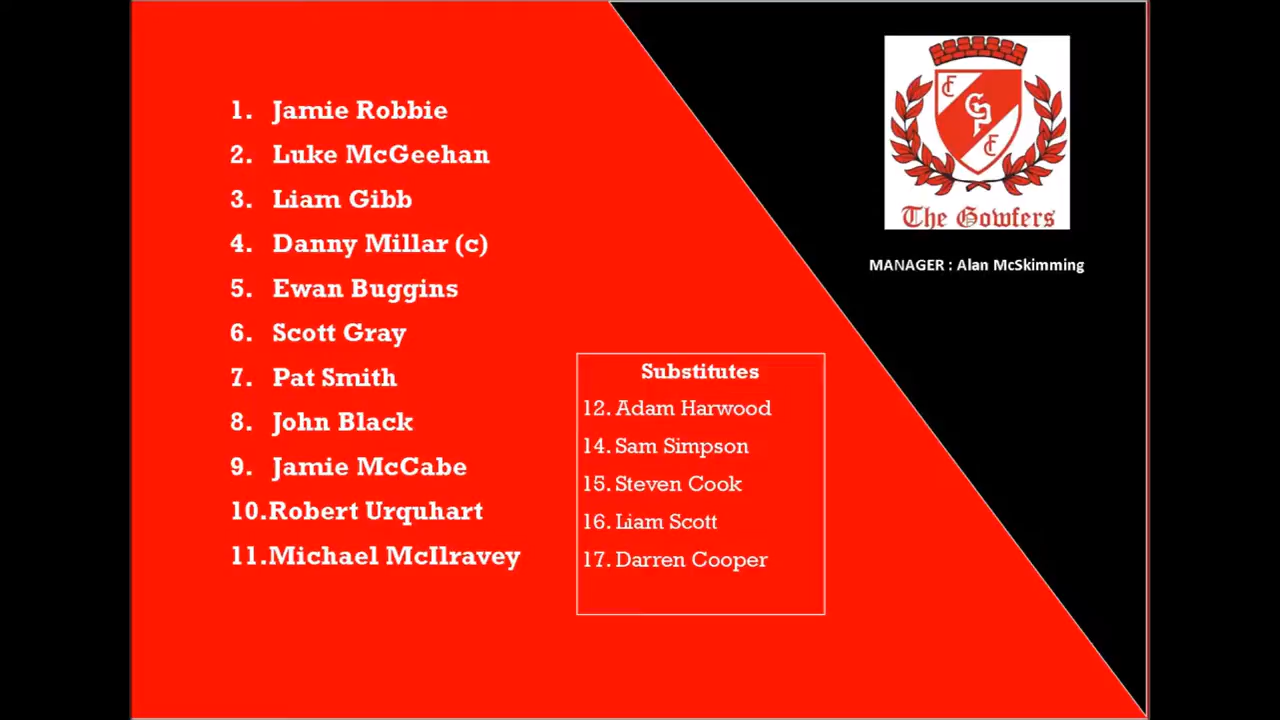 1. Jamie Robbie
2. Luke McGeehan
3. Liam Gibb
4. Danny Millar (c)
5. Ewan Buggins
6. Scott Gray
7. Pat Smith
8. John Black
9. Jamie McCabe
10.Robert Urquhart
11.Michael McIlravey
Substitutes
12. Adam Harwood
14. Sam Simpson
15. Steven Cook
16. Liam Scott
17. Darren Cooper
The Gowfers
MANAGER : Alan McSkimming